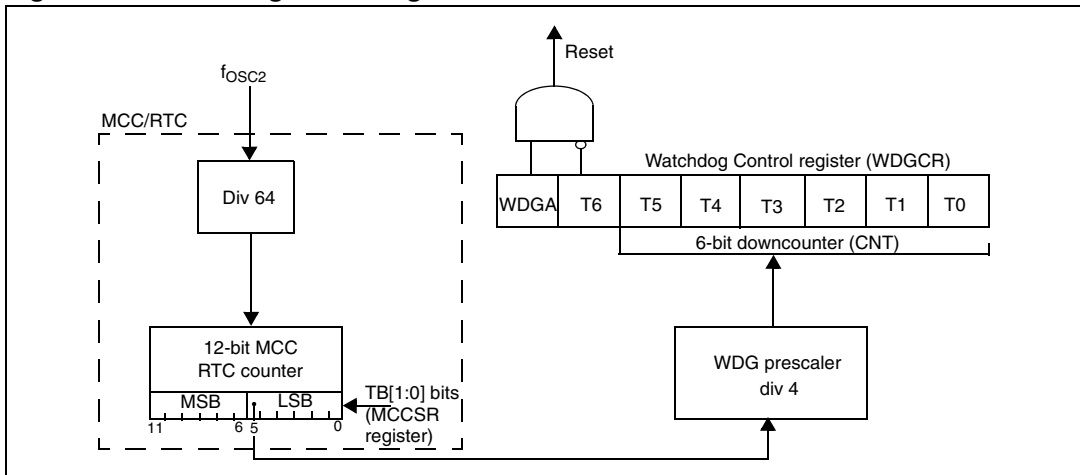 Reset
fOSC2
MCC/RTC
Div 64
Watchdog Control register (WDGCR)
WDGA T6 T5 T4 T3 T2 T1 T0
6-bit downcounter (CNT)
12-bit MCC
RTC counter
MSB LSB
11 6 5 0
TB[1:0] bits
(MCCSR
register)
WDG prescaler
div 4